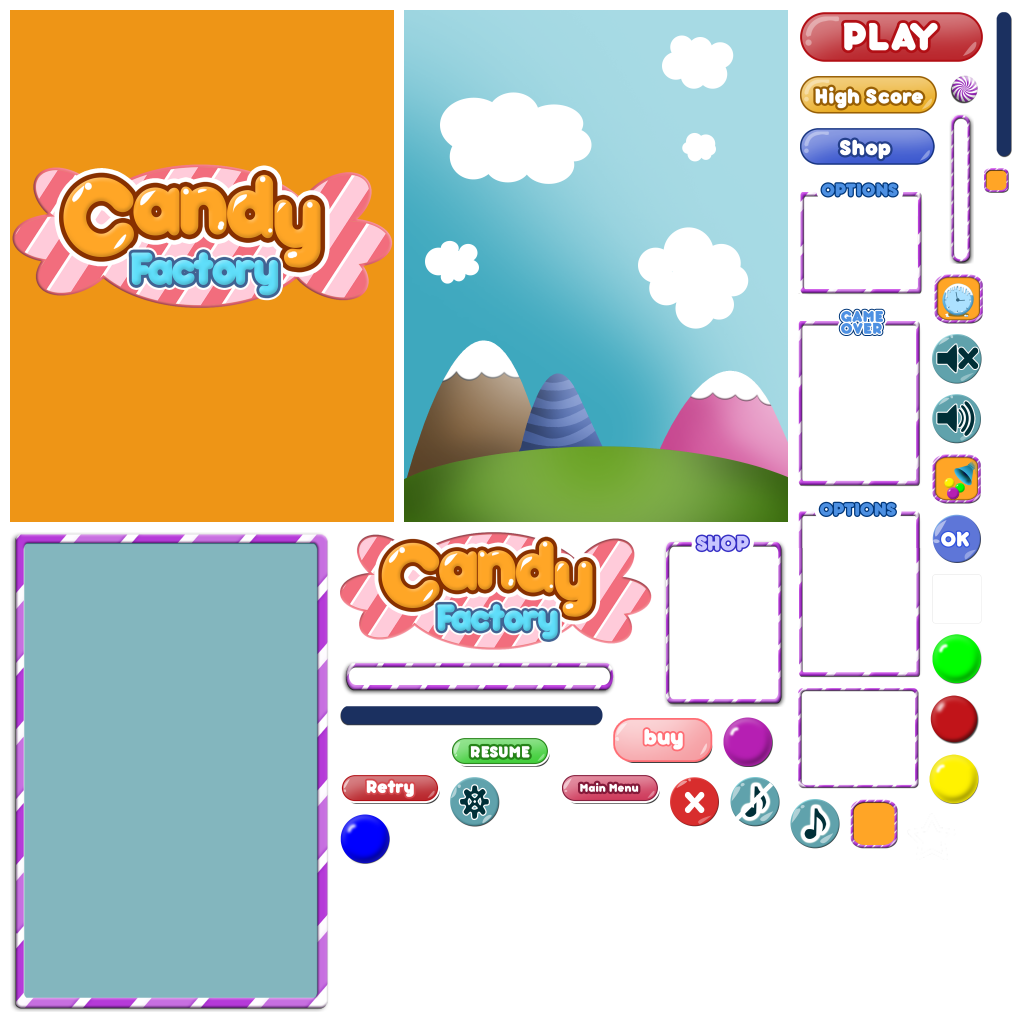 Candy
Factory
PLAY
High Score
Shop
OPTIONS
GAME
OVER
OPTIONS
OK
Candy
Factory
SHOP
buy
RESUME
Retry
Main Menu